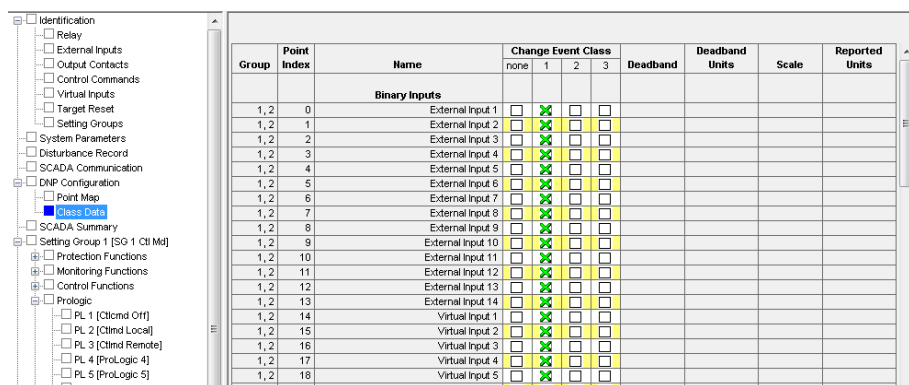 Identification
Relay
External Inputs
Output Contacts
Control Commands
Virtual Inputs
Target Reset
Setting Groups
System Parameters
Disturbance Record
SCADA Communication
DNP Configuration
Point Map
Class Data
SCADA Summary
Setting Group 1 [SG 1 Ctl Md]
Protection Functions
Monitoring Functions
Control Functions
Prologic
PL 1 [Ctlcmd Off]
PL 2 [Ctlmd Local]
PL 3 [Ctlmd Remote]
PL 4 [ProLogic 4]
PL 5 [ProLogic 5]
Group Point Index Name Change Event Class Deadband Deadband Units Scale Reported Units
none 1 2 3
Binary Inputs
1, 2 0 External Input 1
1, 2 1 External Input 2
1, 2 2 External Input 3
1, 2 3 External Input 4
1, 2 4 External Input 5
1, 2 5 External Input 6
1, 2 6 External Input 7
1, 2 7 External Input 8
1, 2 8 External Input 9
1, 2 9 External Input 10
1, 2 10 External Input 11
1, 2 11 External Input 12
1, 2 12 External Input 13
1, 2 13 External Input 14
1, 2 14 Virtual Input 1
1, 2 15 Virtual Input 2
1, 2 16 Virtual Input 3
1, 2 17 Virtual Input 4
1, 2 18 Virtual Input 5